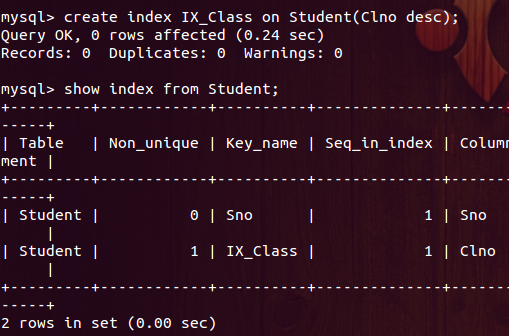 mysql> create index IX_Class on Student(Clno desc);
Query OK, 0 rows affected (0.24 sec)
Records: 0  Duplicates: 0  Warnings: 0

mysql> show index from Student;
+---------+------------+----------+--------------+------
-----+
| Table   | Non_unique | Key_name | Seq_in_index | Colum
ment |
+---------+------------+----------+--------------+------
-----+
| Student |          0 | Sno      |            1 | Sno
     |
| Student |          1 | IX_Class |            1 | Clno
     |
+---------+------------+----------+--------------+------
-----+
2 rows in set (0.00 sec)